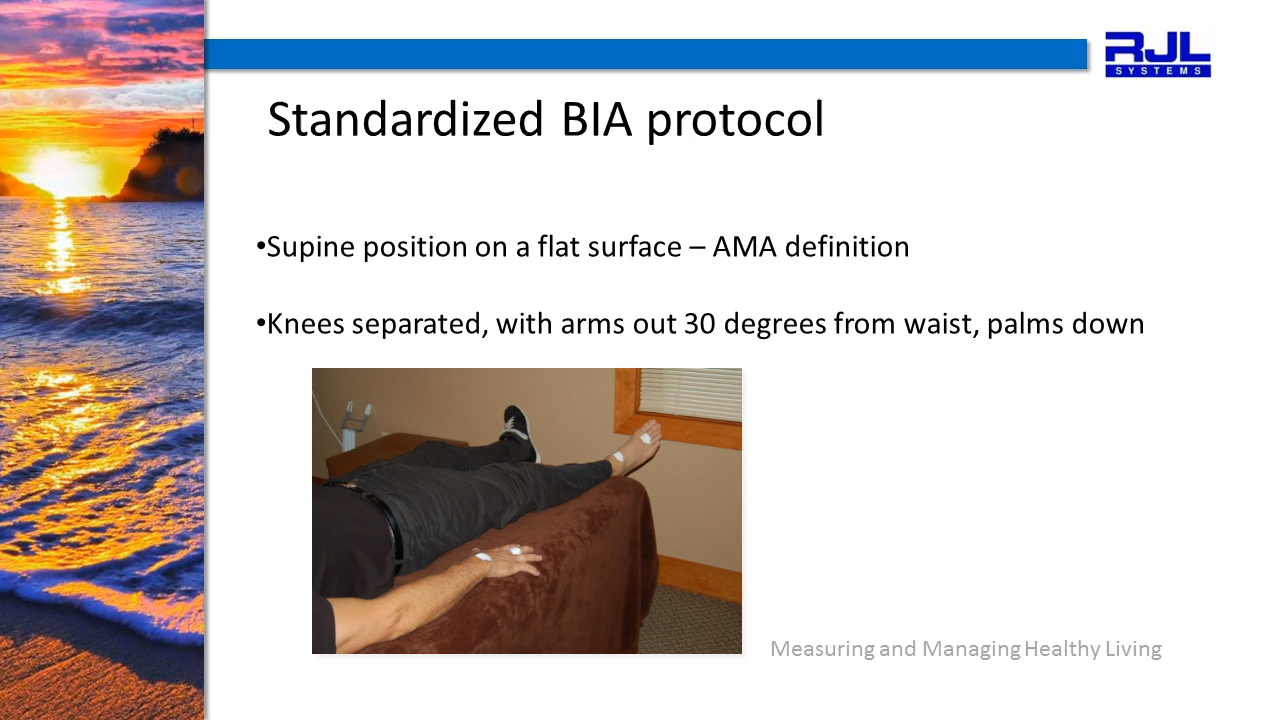 RJL
SYSTEMS
Standardized BIA protocol
•Supine position on a flat surface – AMA definition
•Knees separated, with arms out 30 degrees from waist, palms down
Measuring and Managing Healthy Living